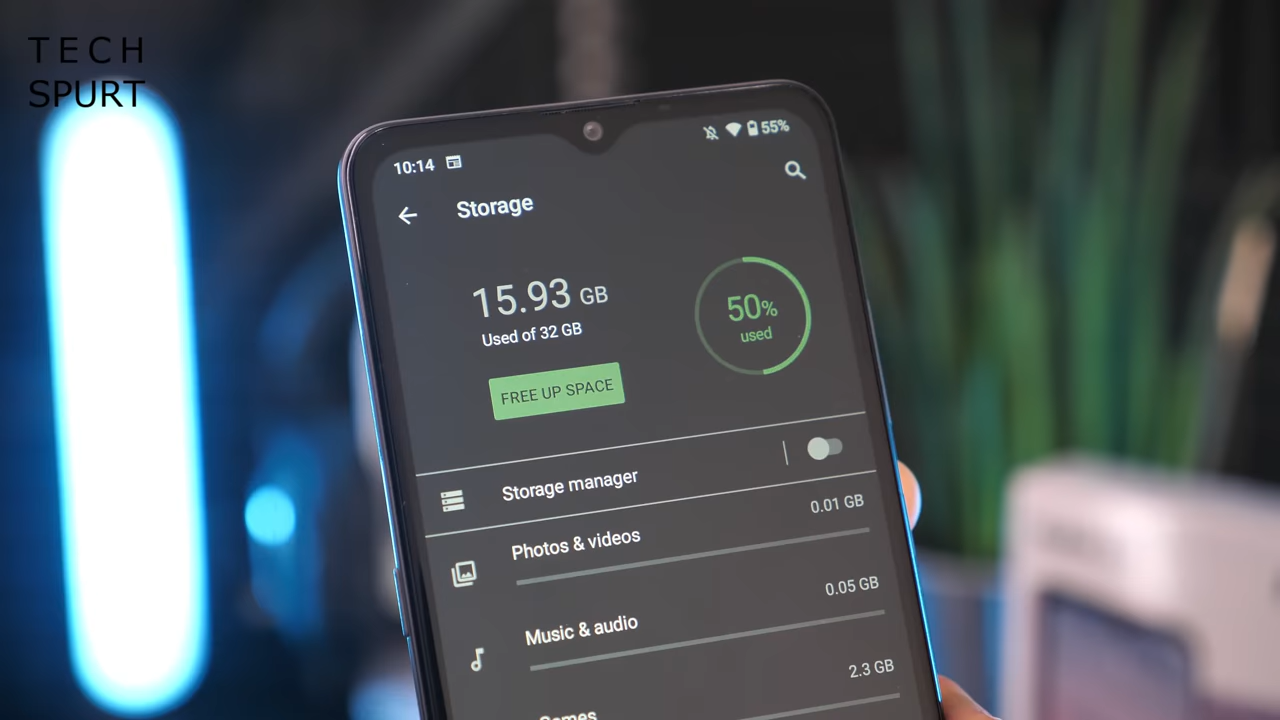 TECH
SPURT
10:14
55%
Storage
15.93 GB
Used of 32 GB
50%
used
FREE UP SPACE
Storage manager
Photos & videos
0.01 GB
Music & audio
0.05 GB
Games
2.3 GB